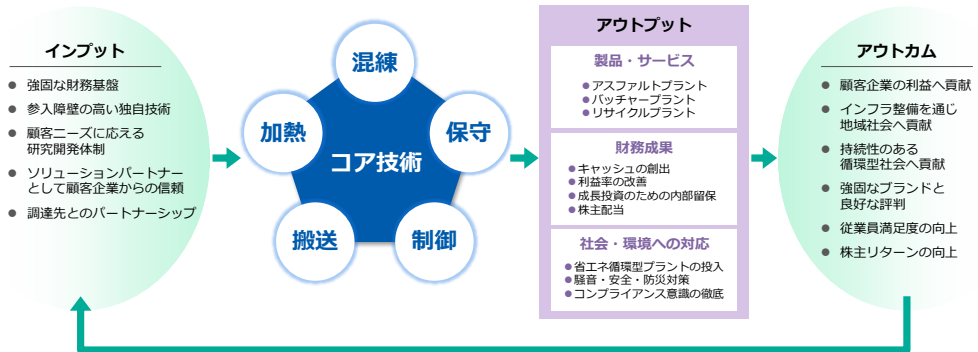 インプット
● 強固な財務基盤
● 参入障壁の高い独自技術
● 顧客ニーズに応える
研究開発体制
● ソリューションパートナー
として顧客企業からの信頼
● 調達先とのパートナーシップ
混練
加熱
保守
コア技術
搬送
制御
アウトプット
製品・サービス
●アスファルトプラント
●バッチャープラント
●リサイクルプラント
財務成果
●キャッシュの創出
●利益率の改善
●成長投資のための内部留保
●株主配当
社会・環境への対応
●省エネ循環型プラントの投入
●騒音・安全・防災対策
●コンプライアンス意識の徹底
アウトカム
● 顧客企業の利益へ貢献
● インフラ整備を通じ
地域社会へ貢献
● 持続性のある
循環型社会へ貢献
● 強固なブランドと
良好な評判
● 従業員満足度の向上
● 株主リターンの向上